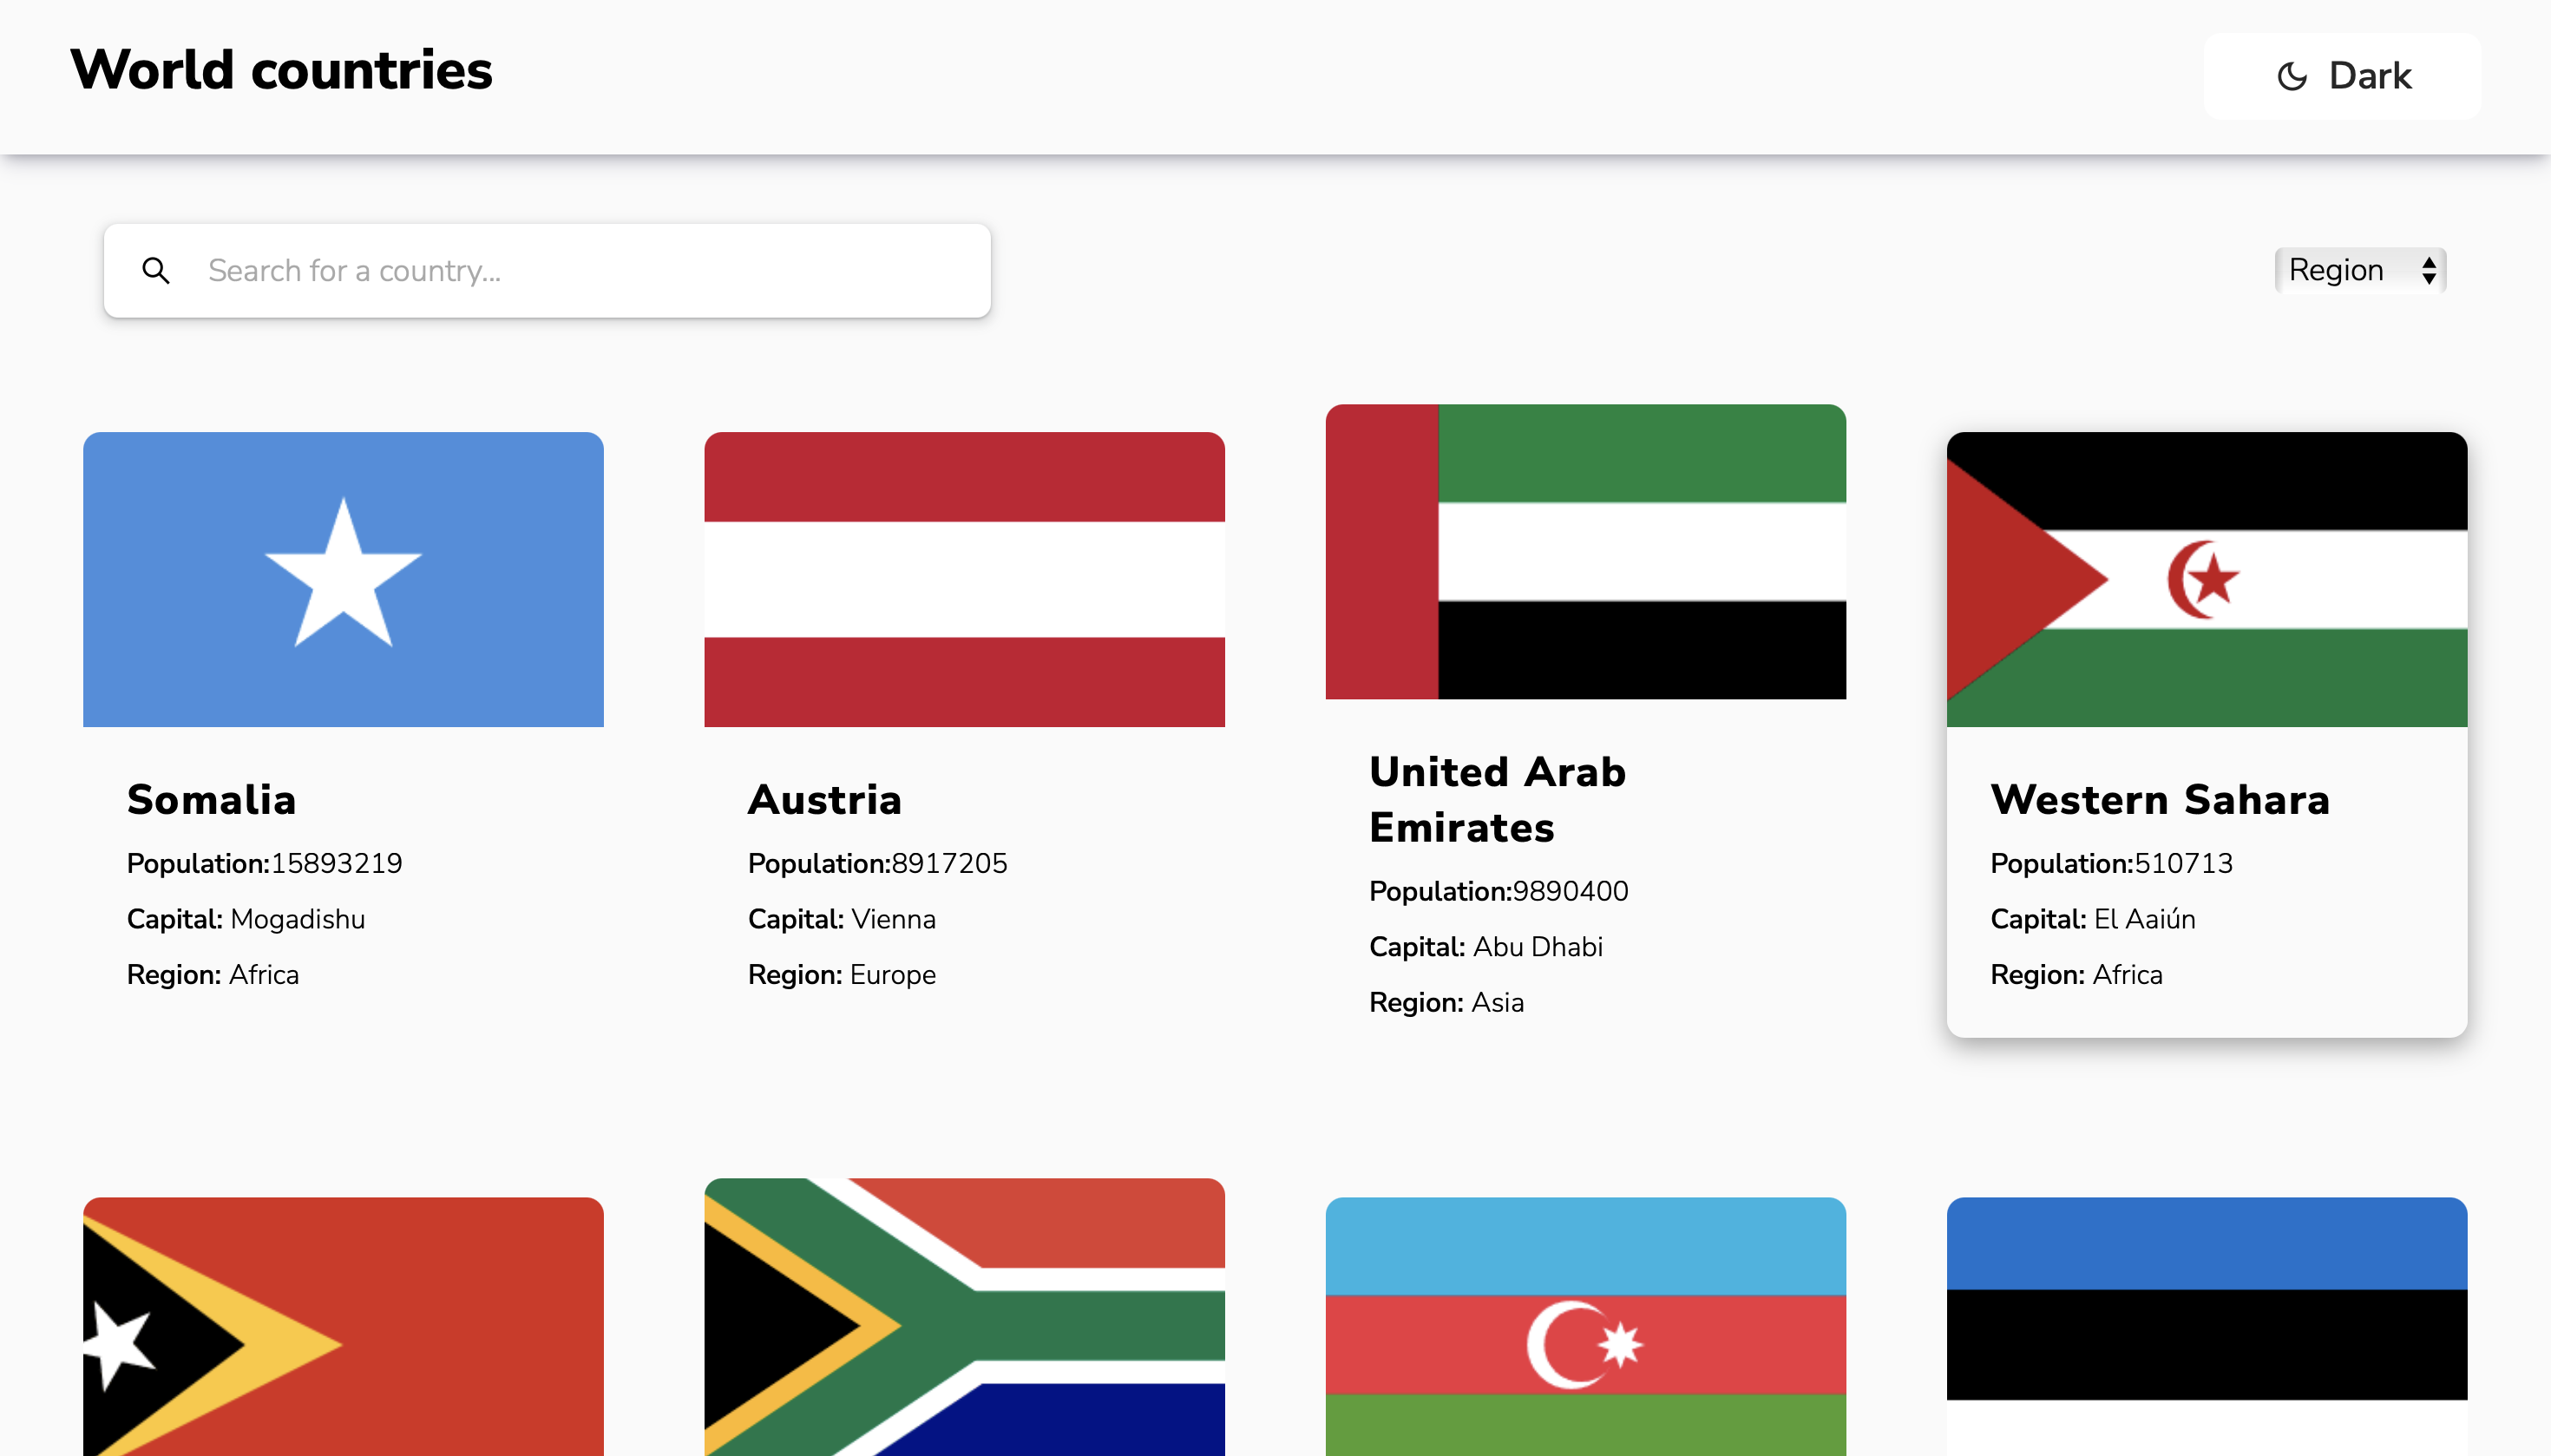 World countries
Dark
Search for a country...
Region
Somalia
Population:15893219
Capital: Mogadishu
Region: Africa
Austria
Population:8917205
Capital: Vienna
Region: Europe
United Arab
Emirates
Population:9890400
Capital: Abu Dhabi
Region: Asia
Western Sahara
Population:510713
Capital: El Aaiún
Region: Africa